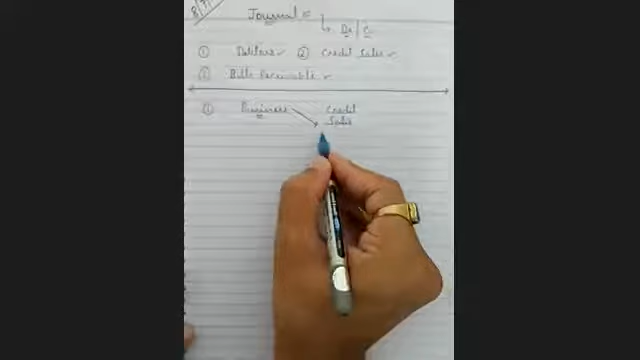 Journal =
Dr | Cr
① Debtors ✓ ② Credit Sales ✓
③ Bills Receivable ✓
① Business Credit
Sales